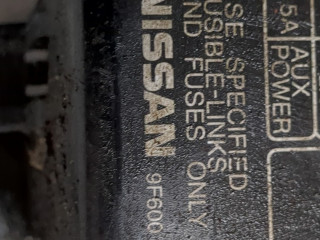 5A AUX
POWER
SE SPECIFIED
USIBLE-LINKS
ND FUSES ONLY
NISSAN 9F600